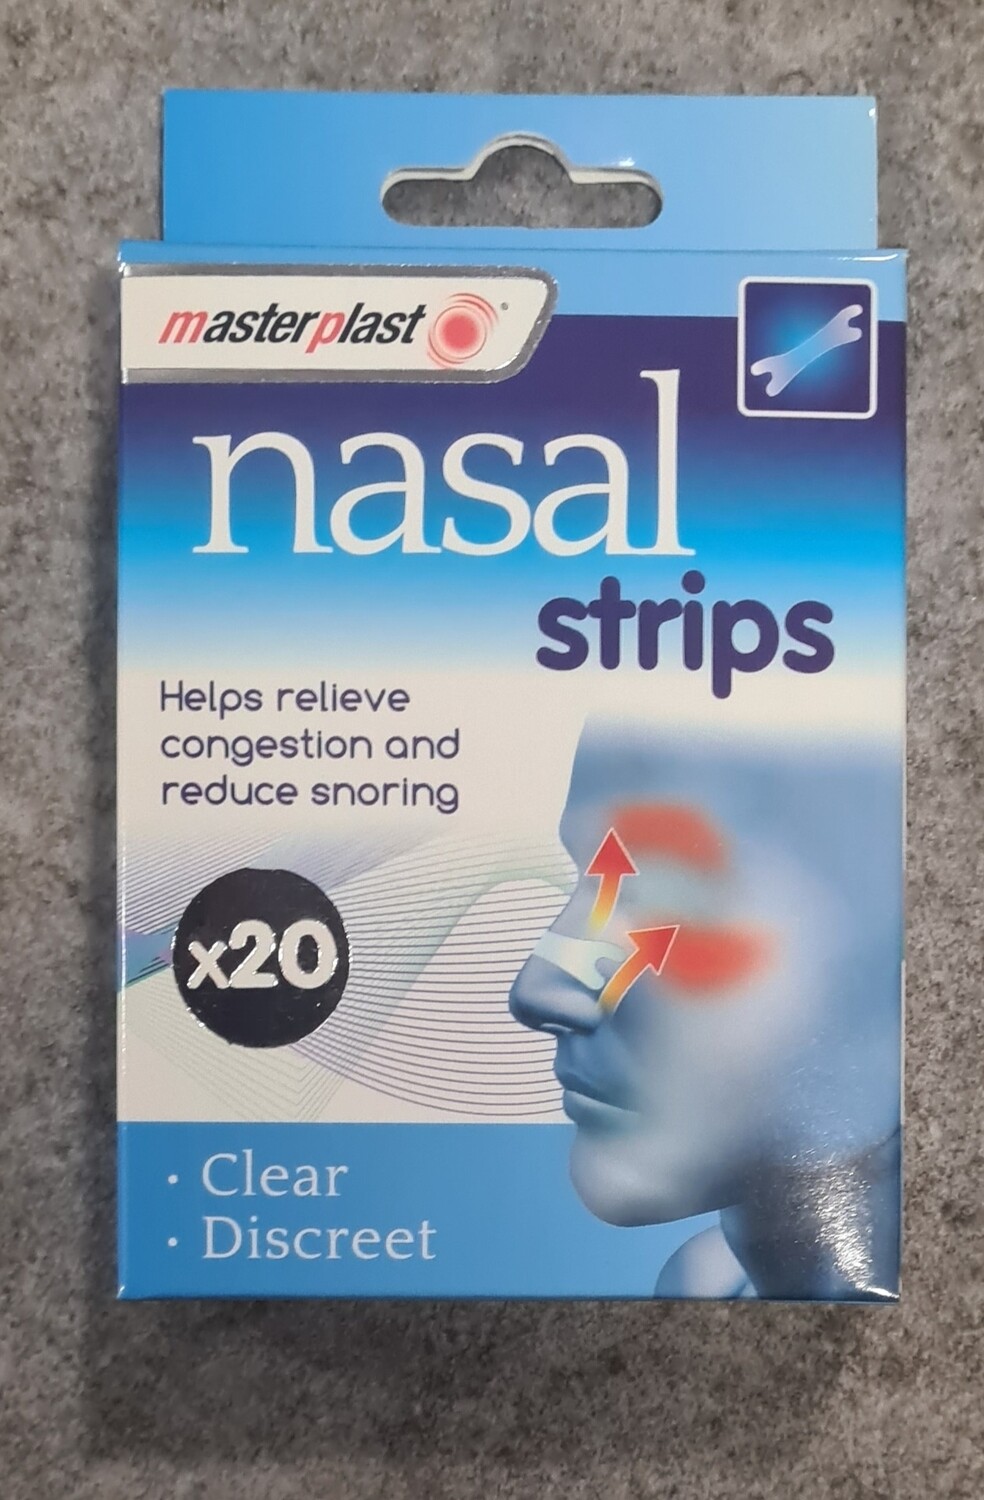 masterplast®
nasal
strips
Helps relieve
congestion and
reduce snoring
x20
· Clear
· Discreet